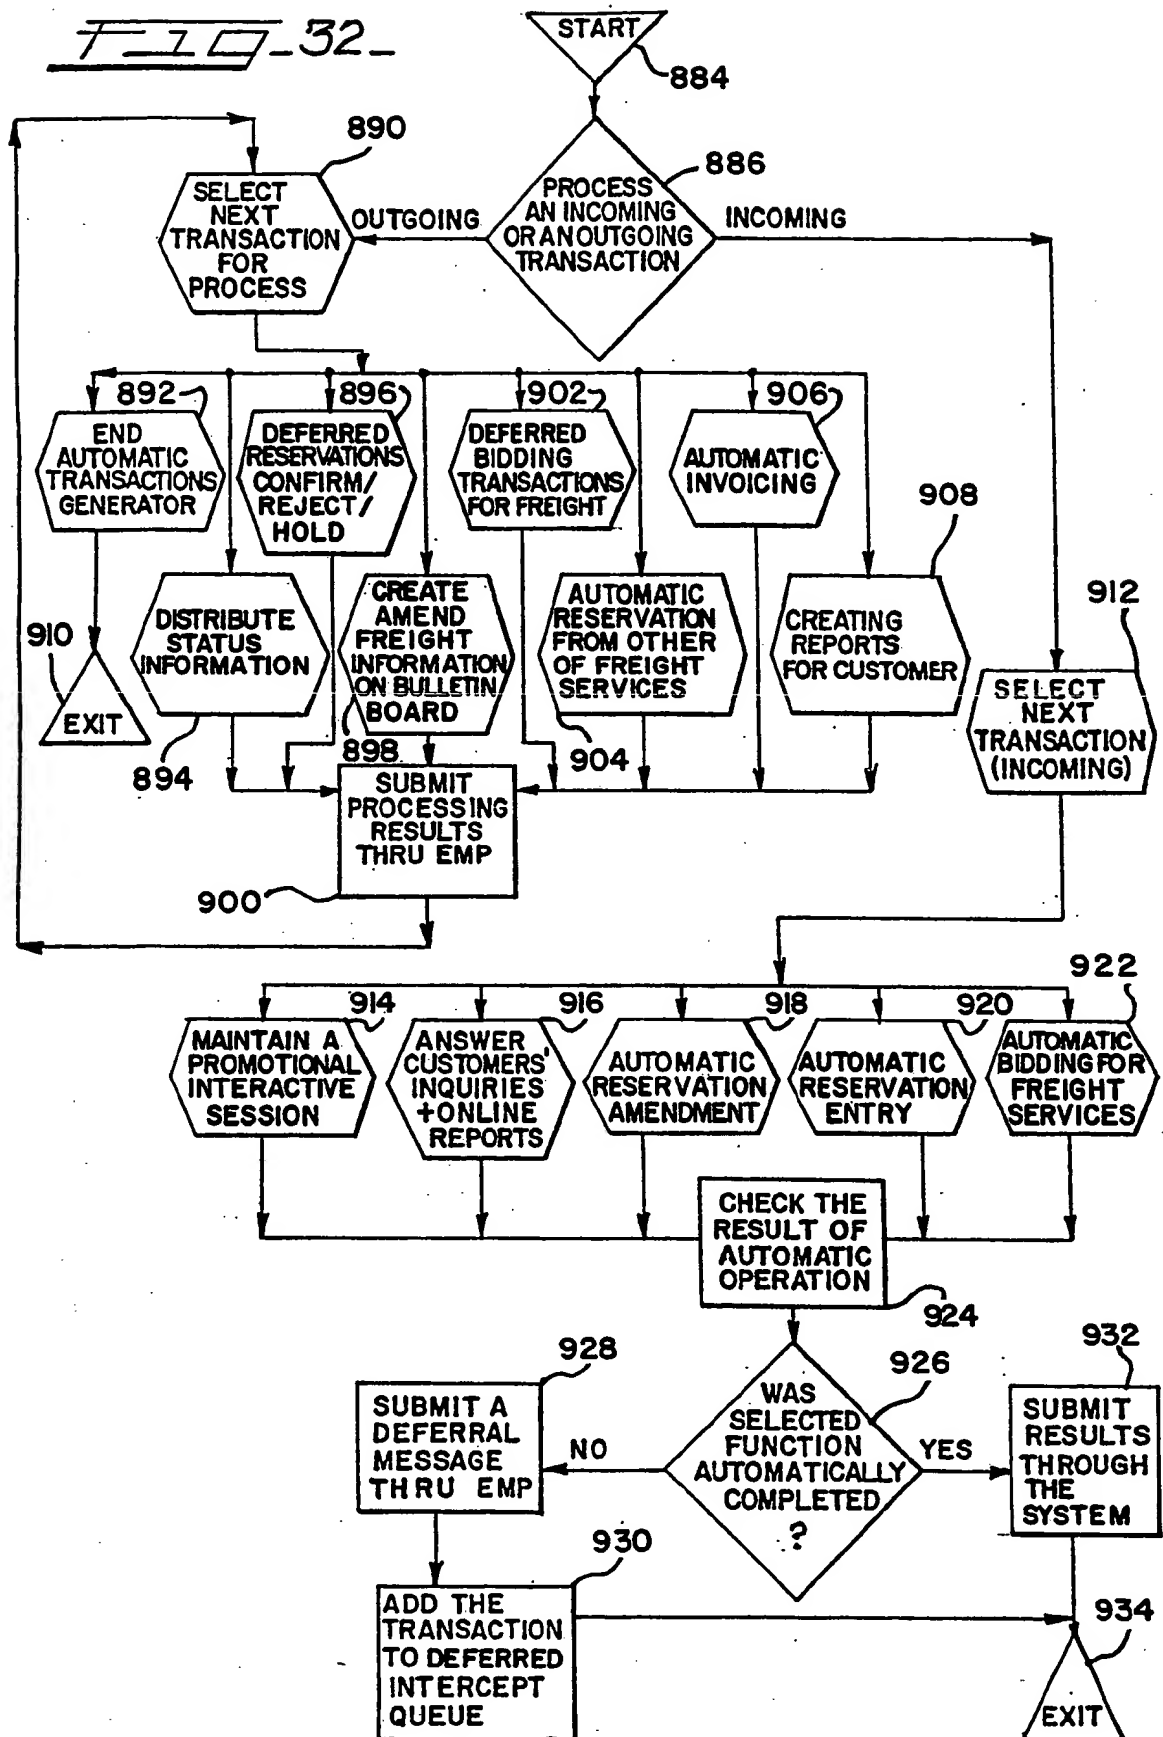 FIG-32-
START
884
886
PROCESS
AN INCOMING
OR AN OUTGOING
TRANSACTION
OUTGOING
INCOMING
890
SELECT
NEXT
TRANSACTION
FOR
PROCESS
892
END
AUTOMATIC
TRANSACTIONS
GENERATOR
896
DEFERRED
RESERVATIONS
CONFIRM/
REJECT/
HOLD
902
DEFERRED
BIDDING
TRANSACTIONS
FOR FREIGHT
906
AUTOMATIC
INVOICING
908
910
EXIT
DISTRIBUTE
STATUS
INFORMATION
894
CREATE
AMEND
FREIGHT
INFORMATION
ON BULLETIN
BOARD
898
AUTOMATIC
RESERVATION
FROM OTHER
OF FREIGHT
SERVICES
904
CREATING
REPORTS
FOR CUSTOMER
912
SELECT
NEXT
TRANSACTION
(INCOMING)
SUBMIT
PROCESSING
RESULTS
THRU EMP
900
914
MAINTAIN A
PROMOTIONAL
INTERACTIVE
SESSION
916
ANSWER
CUSTOMERS'
INQUIRIES
+ONLINE
REPORTS
918
AUTOMATIC
RESERVATION
AMENDMENT
920
AUTOMATIC
RESERVATION
ENTRY
922
AUTOMATIC
BIDDING FOR
FREIGHT
SERVICES
CHECK THE
RESULT OF
AUTOMATIC
OPERATION
924
926
WAS
SELECTED
FUNCTION
AUTOMATICALLY
COMPLETED
?
NO
YES
928
SUBMIT A
DEFERRAL
MESSAGE
THRU EMP
932
SUBMIT
RESULTS
THROUGH
THE
SYSTEM
930
ADD THE
TRANSACTION
TO DEFERRED
INTERCEPT
QUEUE
934
EXIT